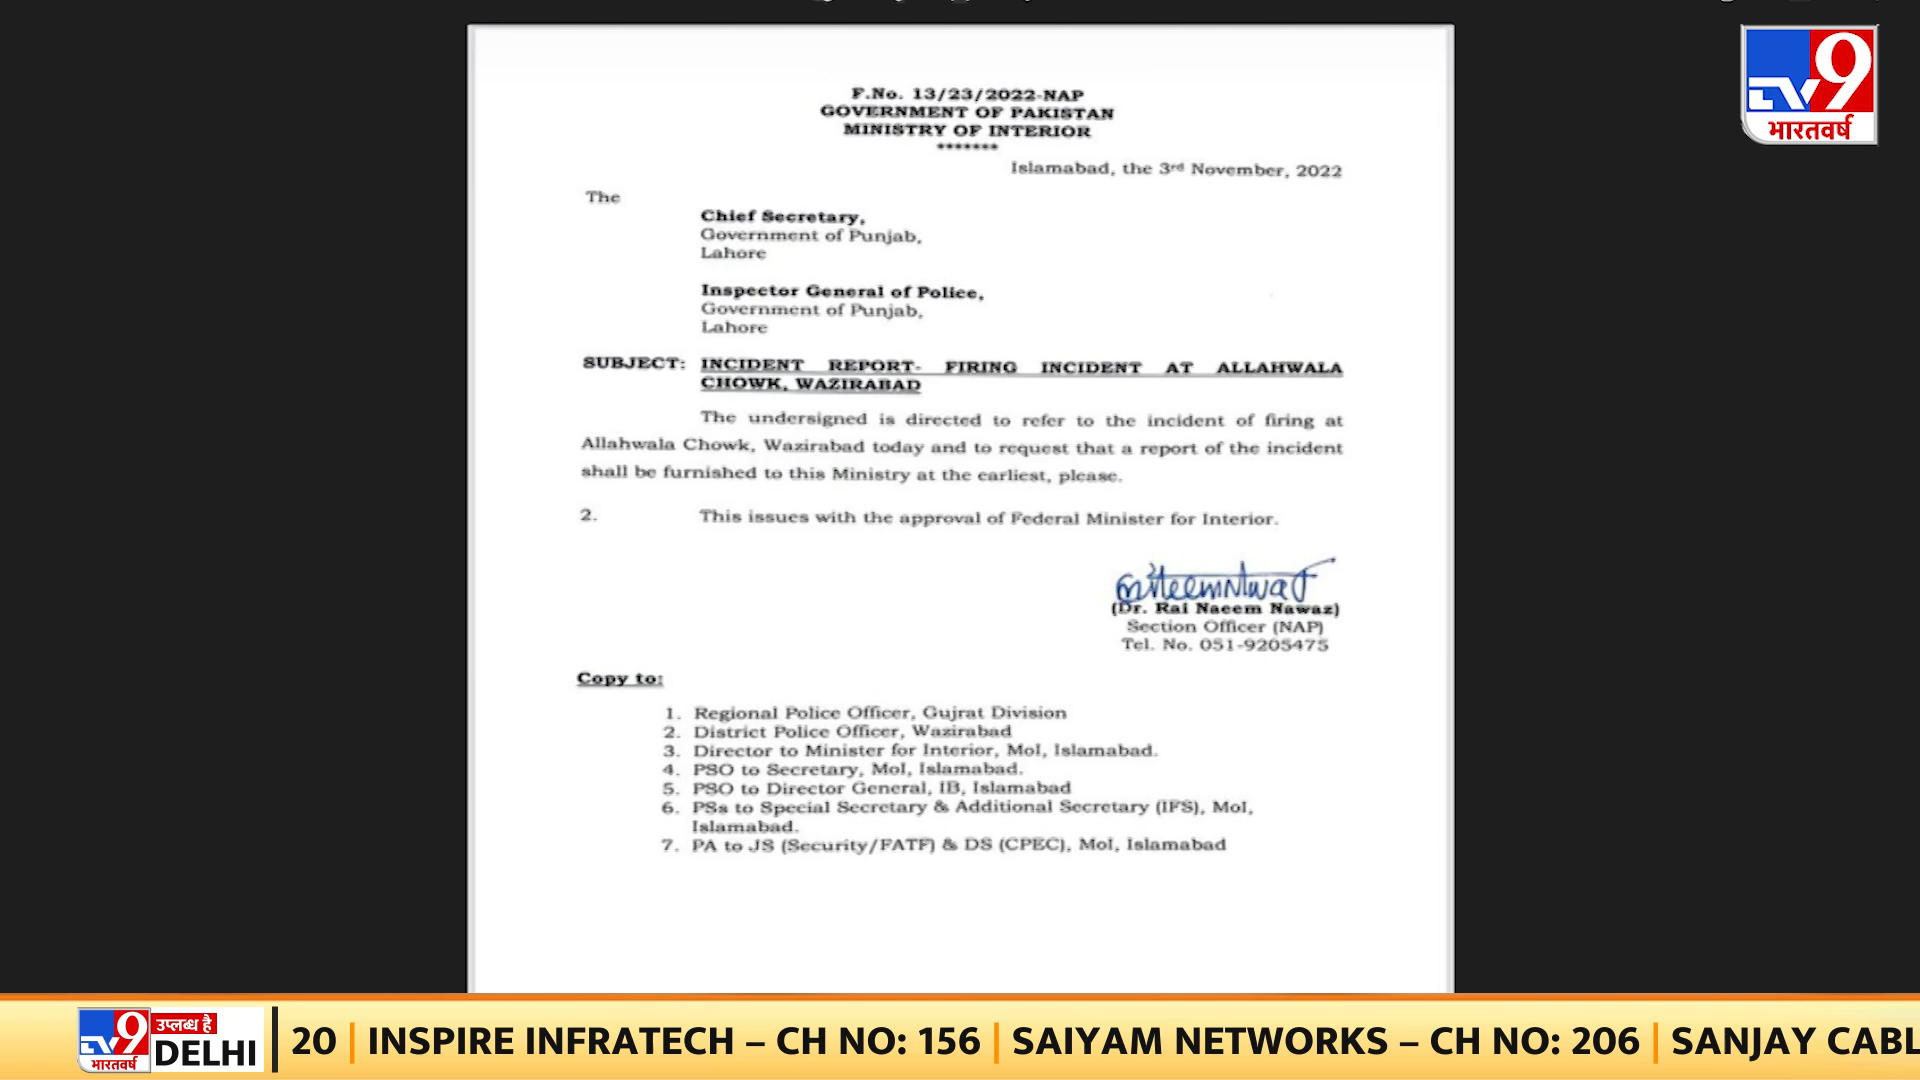 TV9
भारतवर्ष
F.No. 13/23/2022-NAP
GOVERNMENT OF PAKISTAN
MINISTRY OF INTERIOR
*******
Islamabad, the 3rd November, 2022
The
Chief Secretary,
Government of Punjab,
Lahore
Inspector General of Police,
Government of Punjab,
Lahore
SUBJECT: INCIDENT REPORT- FIRING INCIDENT AT ALLAHWALA
CHOWK, WAZIRABAD
The undersigned is directed to refer to the incident of firing at
Allahwala Chowk, Wazirabad today and to request that a report of the incident
shall be furnished to this Ministry at the earliest, please.
2. This issues with the approval of Federal Minister for Interior.
(Dr. Rai Naeem Nawaz)
Section Officer (NAP)
Tel. No. 051-9205475
Copy to:
1. Regional Police Officer, Gujrat Division
2. District Police Officer, Wazirabad
3. Director to Minister for Interior, MoI, Islamabad.
4. PSO to Secretary, MoI, Islamabad.
5. PSO to Director General, IB, Islamabad
6. PSs to Special Secretary & Additional Secretary (IFS), MoI,
Islamabad.
7. PA to JS (Security/FATF) & DS (CPEC), MoI, Islamabad
TV9 भारतवर्ष उप्लब्ध है DELHI
20 | INSPIRE INFRATECH – CH NO: 156 | SAIYAM NETWORKS – CH NO: 206 | SANJAY CABL